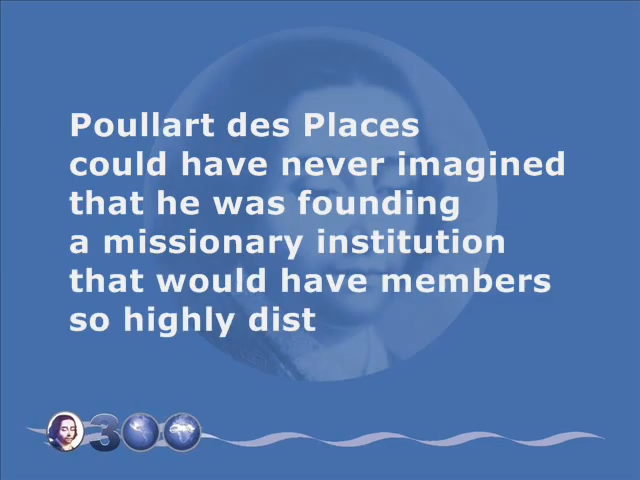 Poullart des Places
could have never imagined
that he was founding
a missionary institution
that would have members
so highly dist
300